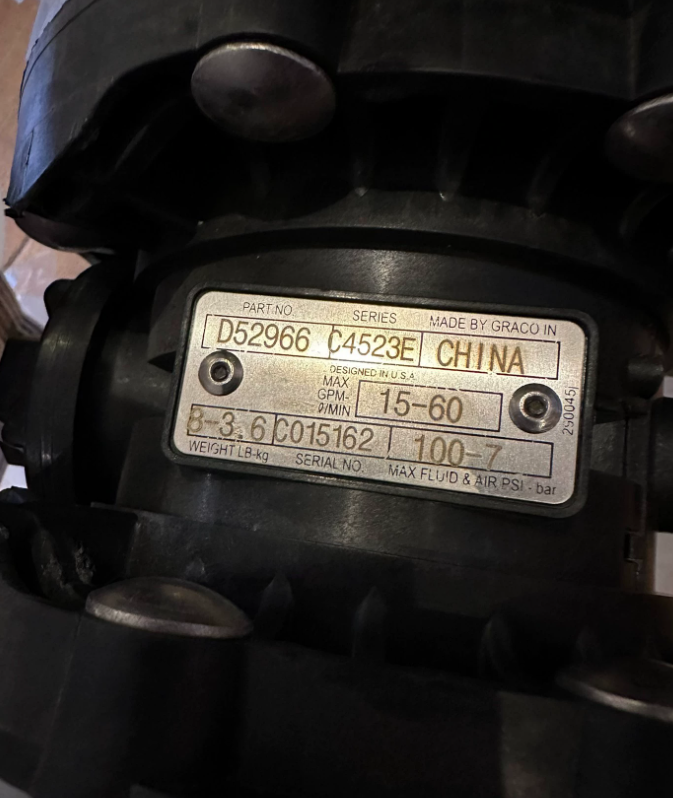 PART NO. SERIES MADE BY GRACO IN
D52966 C4523E CHINA
DESIGNED IN U.S.A.
MAX
GPM- 15-60
ℓ/MIN
8-3.6 C015162 100-7
WEIGHT LB-kg SERIAL NO. MAX FLUID & AIR PSI - bar
290045